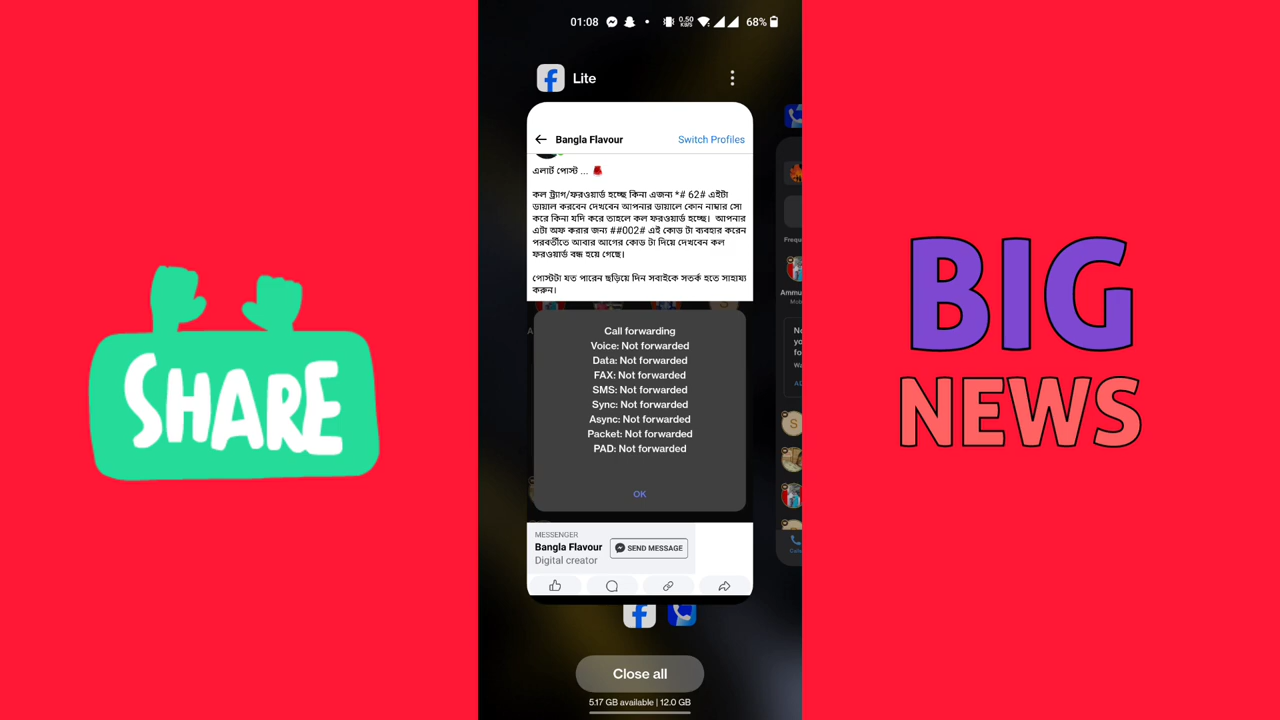 01:08
0.50
KB/S
68%
Lite
Bangla Flavour
Switch Profiles
এলার্ট পোস্ট ...
কল ট্র্যাগ/ফরওয়ার্ড হচ্ছে কিনা এজন্য *# 62# এইটা
ডায়াল করবেন দেখবেন আপনার ডায়ালে কোন নাম্বার সো
করে কিনা যদি করে তাহলে কল ফরওয়ার্ড হচ্ছে। আপনার
এটা অফ করার জন্য ##002# এই কোড টা ব্যবহার করেন
পরবর্তীতে আবার আগের কোড টা দিয়ে দেখবেন কল
ফরওয়ার্ড বন্ধ হয়ে গেছে।
পোস্টটা যত পারেন ছড়িয়ে দিন সবাইকে সতর্ক হতে সাহায্য
করুন।
Call forwarding
Voice: Not forwarded
Data: Not forwarded
FAX: Not forwarded
SMS: Not forwarded
Sync: Not forwarded
Async: Not forwarded
Packet: Not forwarded
PAD: Not forwarded
OK
MESSENGER
Bangla Flavour
SEND MESSAGE
Digital creator
Close all
5.17 GB available | 12.0 GB
SHARE
BIG
NEWS